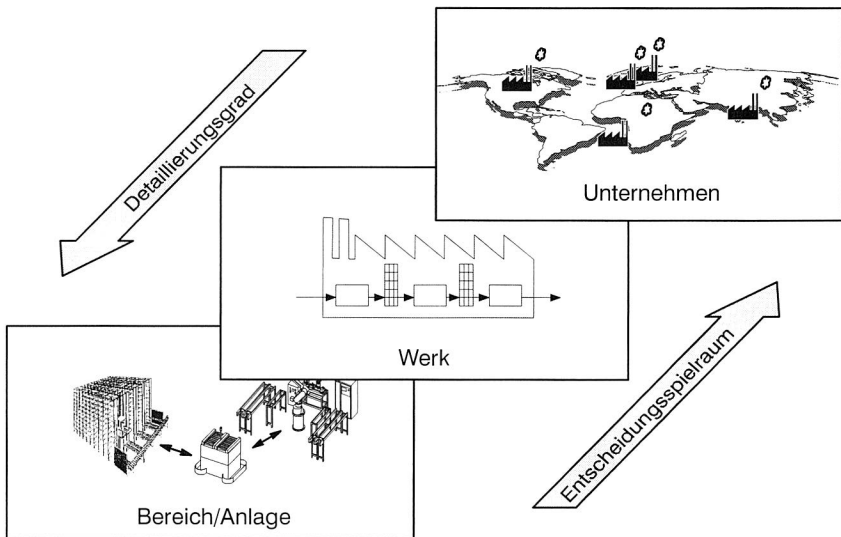 Detaillierungsgrad
Unternehmen
Werk
Entscheidungsspielraum
Bereich/Anlage